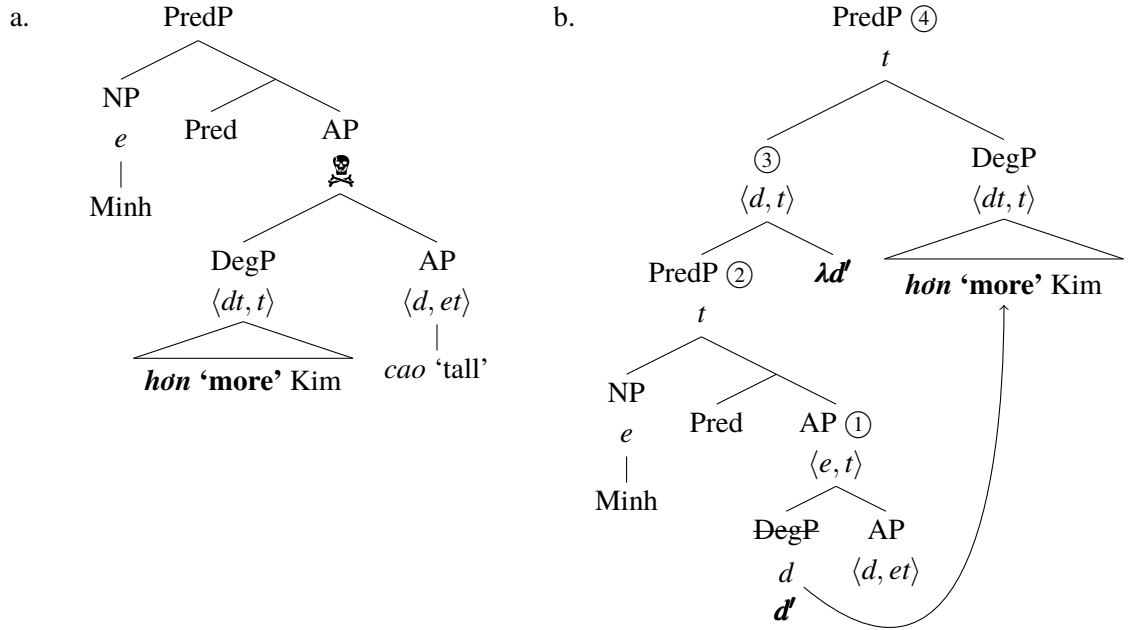 a.
PredP
NP
e
Minh
Pred
AP
☠
DegP
⟨dt, t⟩
hơn ‘more’ Kim
AP
⟨d, et⟩
cao ‘tall’
b.
PredP ④
t
③
⟨d, t⟩
DegP
⟨dt, t⟩
hơn ‘more’ Kim
PredP ②
t
λd′
NP
e
Minh
Pred
AP ①
⟨e, t⟩
DegP
d
d′
AP
⟨d, et⟩